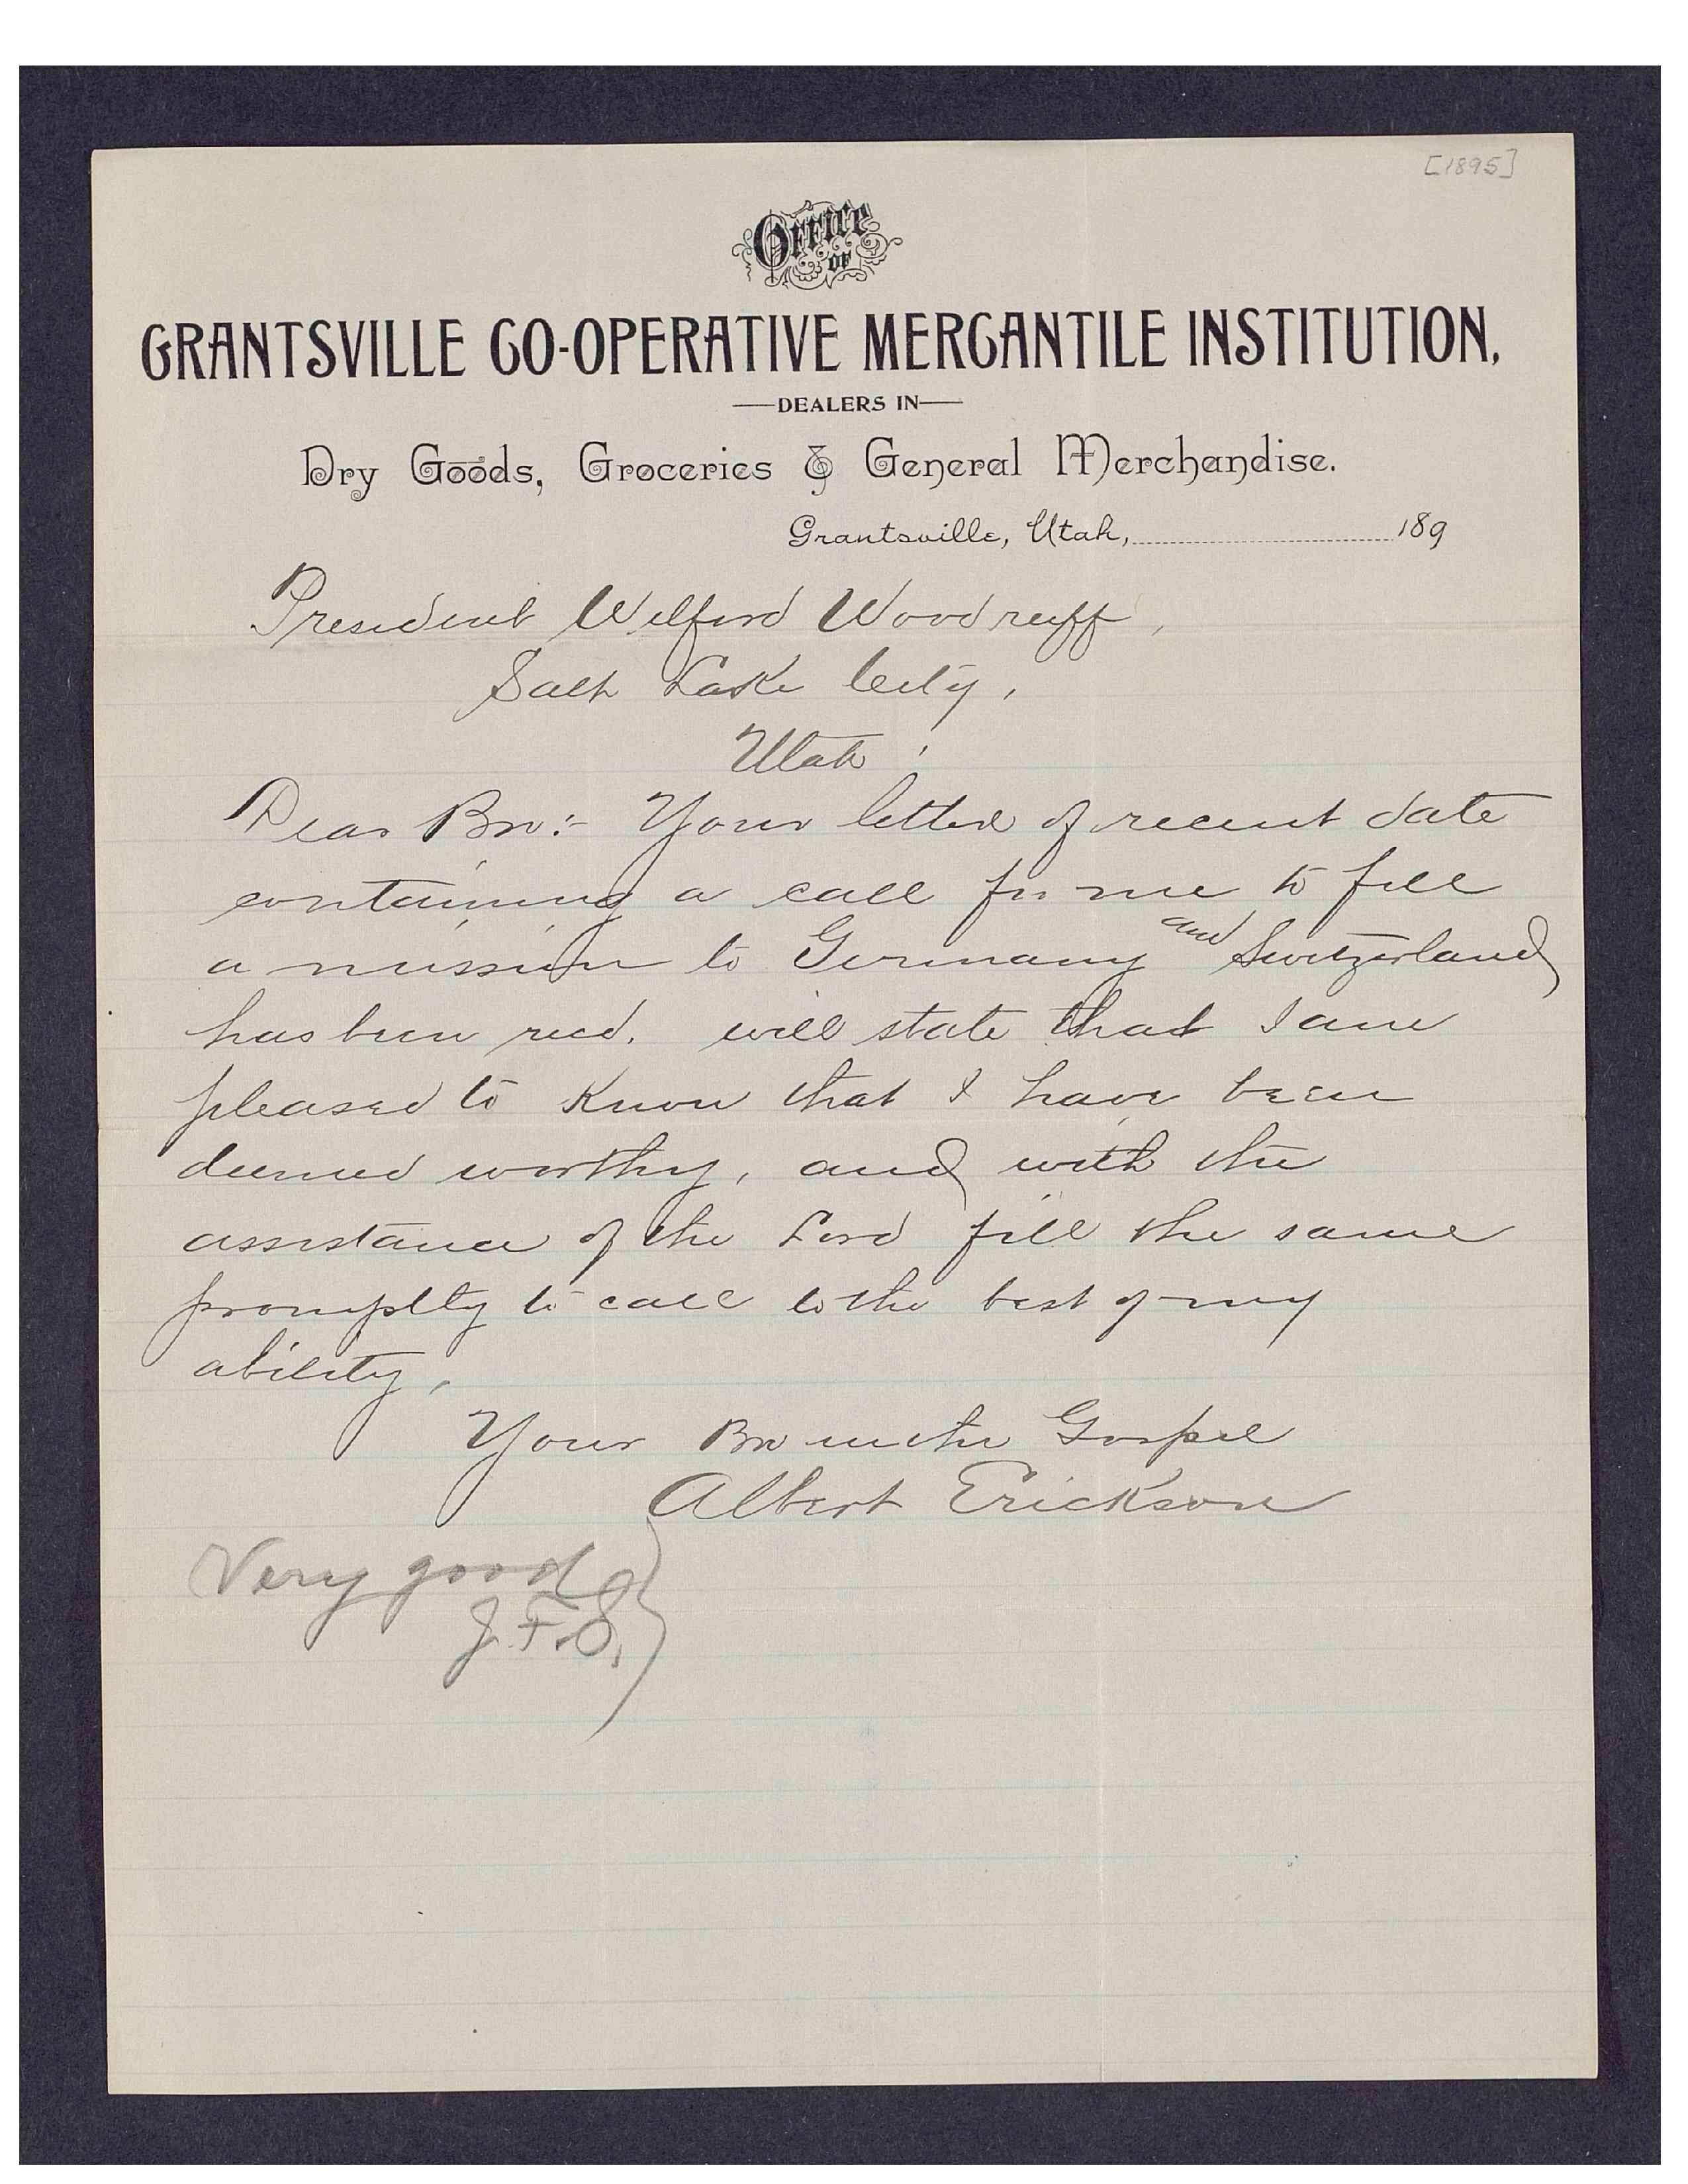 [1895]
Office
of
GRANTSVILLE CO-OPERATIVE MERCANTILE INSTITUTION,
—DEALERS IN—
Dry Goods, Groceries & General Merchandise.
Grantsville, Utah, 189
President Wilford Woodruff,
Salt Lake City,
Utah;
Dear Bro:- Your letter of recent date
containing a call for me to fill
and
a mission to Germany Switzerland
has been recd. will state that I am
pleased to know that I have been
deemed worthy, and with the
assistance of the Lord fill the same
promptly to call to the best of my
ability,
Your Bro in the Gospel
Albert Erickson
Very good
J. F. S.